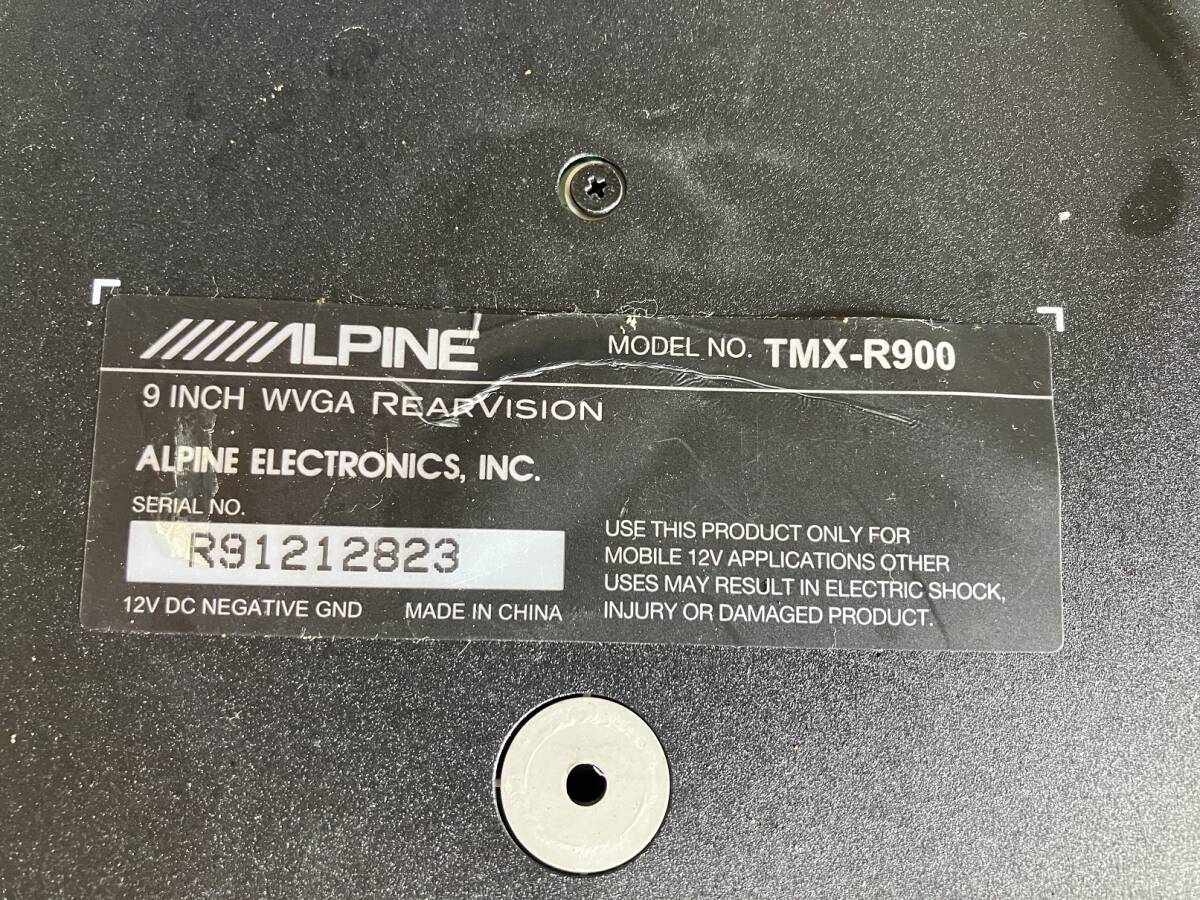 ALPINE
MODEL NO. TMX-R900
9 INCH WVGA REARVISION
ALPINE ELECTRONICS, INC.
SERIAL NO.
R91212823
12V DC NEGATIVE GND MADE IN CHINA
USE THIS PRODUCT ONLY FOR
MOBILE 12V APPLICATIONS OTHER
USES MAY RESULT IN ELECTRIC SHOCK,
INJURY OR DAMAGED PRODUCT.